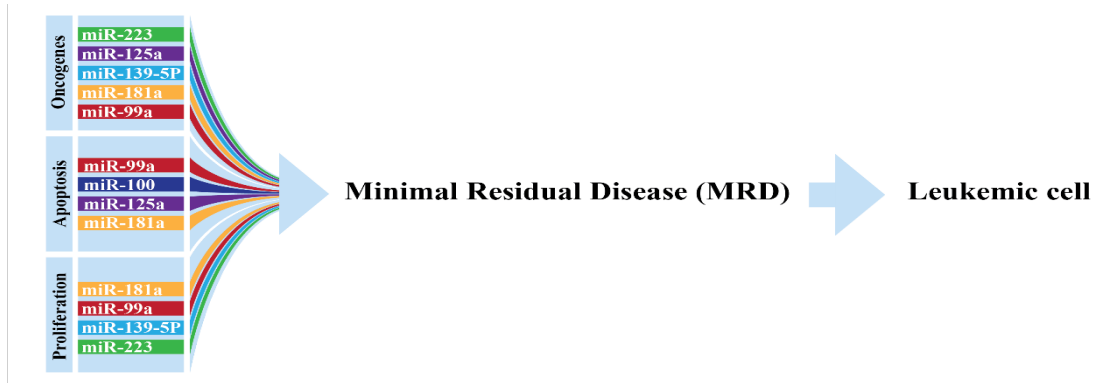 Oncogenes
miR-223
miR-125a
miR-139-5P
miR-181a
miR-99a
Apoptosis
miR-99a
miR-100
miR-125a
miR-181a
Proliferation
miR-181a
miR-99a
miR-139-5P
miR-223
Minimal Residual Disease (MRD)
Leukemic cell